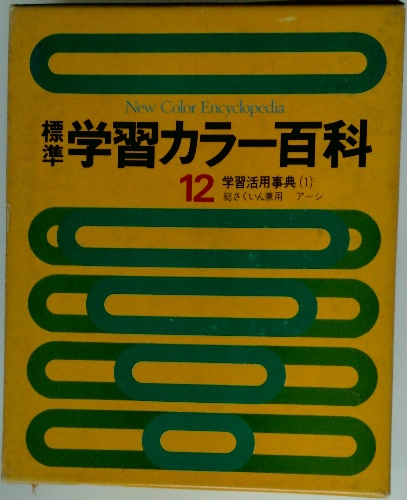 New Color Encyclopedia
標準 学習カラー百科
12 学習活用事典(1)
総さくいん兼用 アーシ